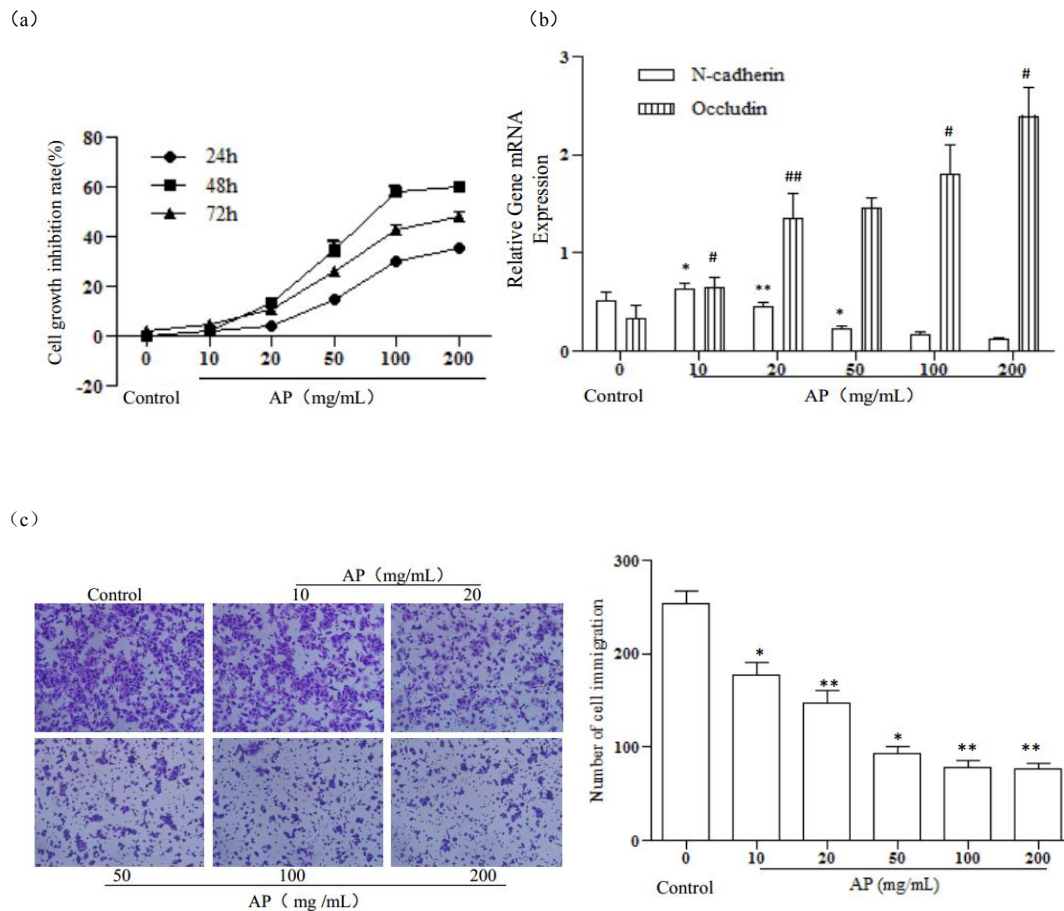 （a）
Cell growth inhibition rate(%)
80
60
40
20
0
-20
24h
48h
72h
0 10 20 50 100 200
Control AP（mg/mL）
（b）
Relative Gene mRNA
Expression
3
2
1
0
N-cadherin
Occludin
* # ** ## * # #
0 10 20 50 100 200
Control AP（mg/mL）
（c）
AP（mg/mL）
Control 10 20
50 100 200
AP（ mg /mL）
Number of cell immigration
300
200
100
0
* ** * ** **
0 10 20 50 100 200
Control AP (mg/mL)